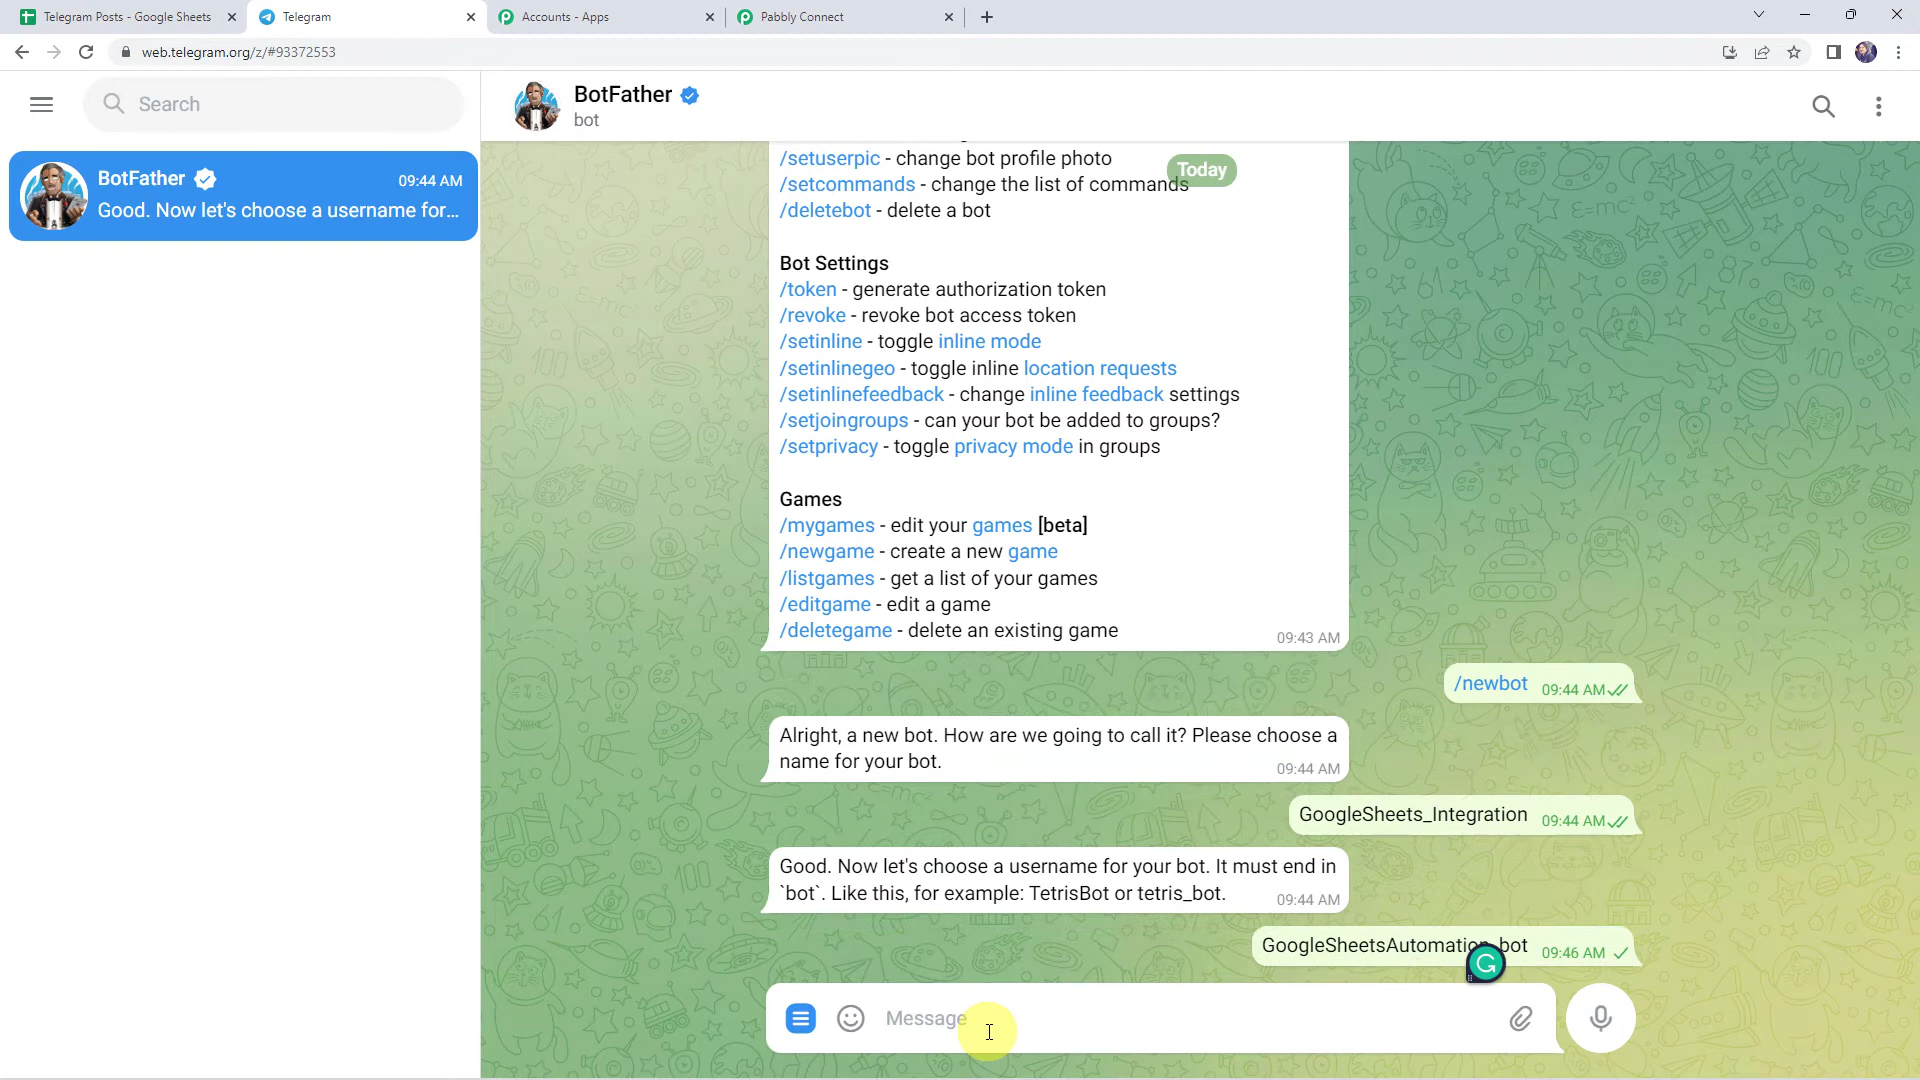 Telegram Posts - Google Sheets
Telegram
Accounts - Apps
Pabbly Connect
web.telegram.org/z/#93372553
Search
BotFather
bot
BotFather
09:44 AM
Good. Now let's choose a username for...
/setuserpic - change bot profile photo
Today
/setcommands - change the list of commands
/deletebot - delete a bot
Bot Settings
/token - generate authorization token
/revoke - revoke bot access token
/setinline - toggle inline mode
/setinlinegeo - toggle inline location requests
/setinlinefeedback - change inline feedback settings
/setjoingroups - can your bot be added to groups?
/setprivacy - toggle privacy mode in groups
Games
/mygames - edit your games [beta]
/newgame - create a new game
/listgames - get a list of your games
/editgame - edit a game
/deletegame - delete an existing game
09:43 AM
/newbot 09:44 AM
Alright, a new bot. How are we going to call it? Please choose a
name for your bot.
09:44 AM
GoogleSheets_Integration 09:44 AM
Good. Now let's choose a username for your bot. It must end in
`bot`. Like this, for example: TetrisBot or tetris_bot.
09:44 AM
GoogleSheetsAutomation_bot 09:46 AM
Message